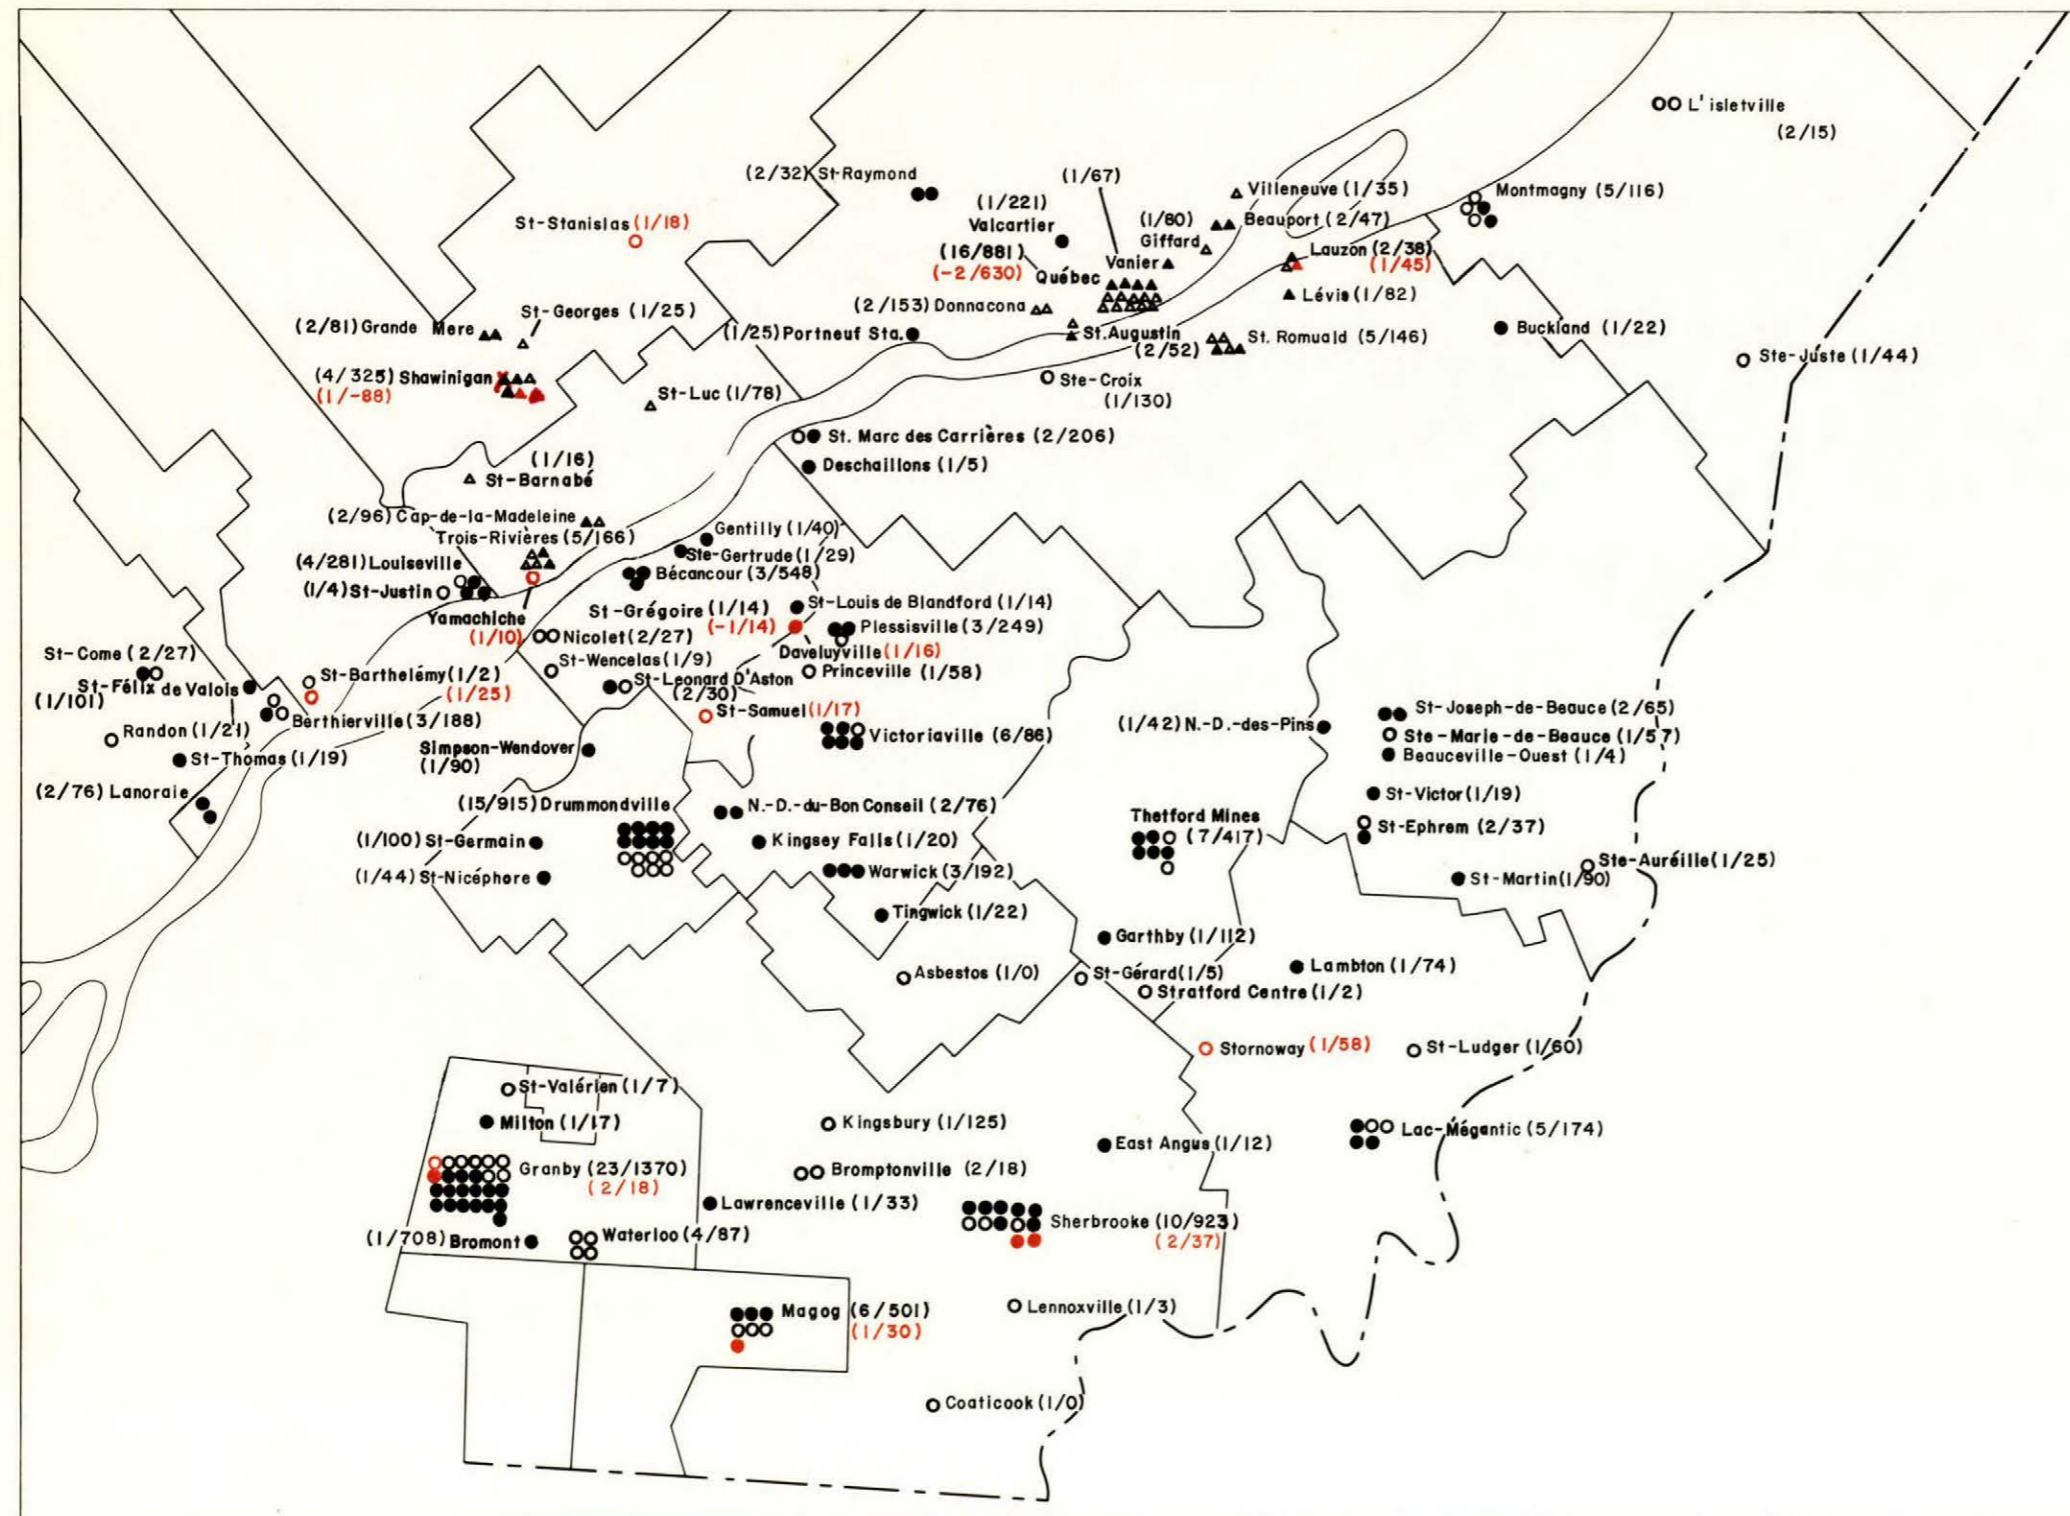 L'isletville
(2/15)
(2/32) St-Raymond
(1/67)
Villeneuve (1/35)
Montmagny (5/116)
(1/221)
Valcartier
(1/80)
Giffard
Beauport (2/47)
St-Stanislas (1/18)
(16/881)
(-2/630)
Québec
Vanier
Lauzon (2/38)
(1/45)
Lévis (1/82)
(2/153) Donnacona
St-Georges (1/25)
(2/81) Grande Mere
(1/25) Portneuf Sta.
St.Augustin
(2/52)
St. Romuald (5/146)
Buckland (1/22)
Ste-Juste (1/44)
(4/325) Shawinigan
(1/-88)
St-Luc (1/78)
Ste-Croix
(1/130)
St. Marc des Carrières (2/206)
Deschaillons (1/5)
(1/16)
St-Barnabé
(2/96) Cap-de-la-Madeleine
Trois-Rivières (5/166)
Gentilly (1/40)
Ste-Gertrude (1/29)
(4/281) Louiseville
Bécancour (3/548)
(1/4) St-Justin
Yamachiche
(1/10)
St-Grégoire (1/14)
(-1/14)
St-Louis de Blandford (1/14)
Plessisville (3/249)
Nicolet (2/27)
Daveluyville (1/16)
St-Wencelas (1/9)
Princeville (1/58)
St-Come (2/27)
St-Barthelémy (1/2)
(1/25)
St-Leonard D'Aston
(2/30)
St-Félix de Valois
(1/101)
St-Samuel (1/17)
Berthierville (3/188)
Randon (1/21)
Victoriaville (6/86)
(1/42) N.-D.-des-Pins
St-Joseph-de-Beauce (2/65)
Ste-Marie-de-Beauce (1/57)
Beauceville-Ouest (1/4)
St-Thomas (1/19)
Simpson-Wendover
(1/90)
(2/76) Lanoraie
St-Victor (1/19)
(15/915) Drummondville
N.-D.-du-Bon Conseil (2/76)
Thetford Mines
(7/417)
St-Ephrem (2/37)
(1/100) St-Germain
Kingsey Falls (1/20)
Ste-Auréille (1/25)
(1/44) St-Nicéphore
Warwick (3/192)
St-Martin (1/90)
Tingwick (1/22)
Garthby (1/112)
Asbestos (1/0)
St-Gérard (1/5)
Lambton (1/74)
Stratford Centre (1/2)
Stornoway (1/58)
St-Ludger (1/60)
St-Valérien (1/7)
Milton (1/17)
Kingsbury (1/125)
East Angus (1/12)
Lac-Mégantic (5/174)
Granby (23/1370)
(2/18)
Bromptonville (2/18)
Lawrenceville (1/33)
Sherbrooke (10/923)
(2/37)
(1/708) Bromont
Waterloo (4/87)
Magog (6/501)
(1/30)
Lennoxville (1/3)
Coaticook (1/0)